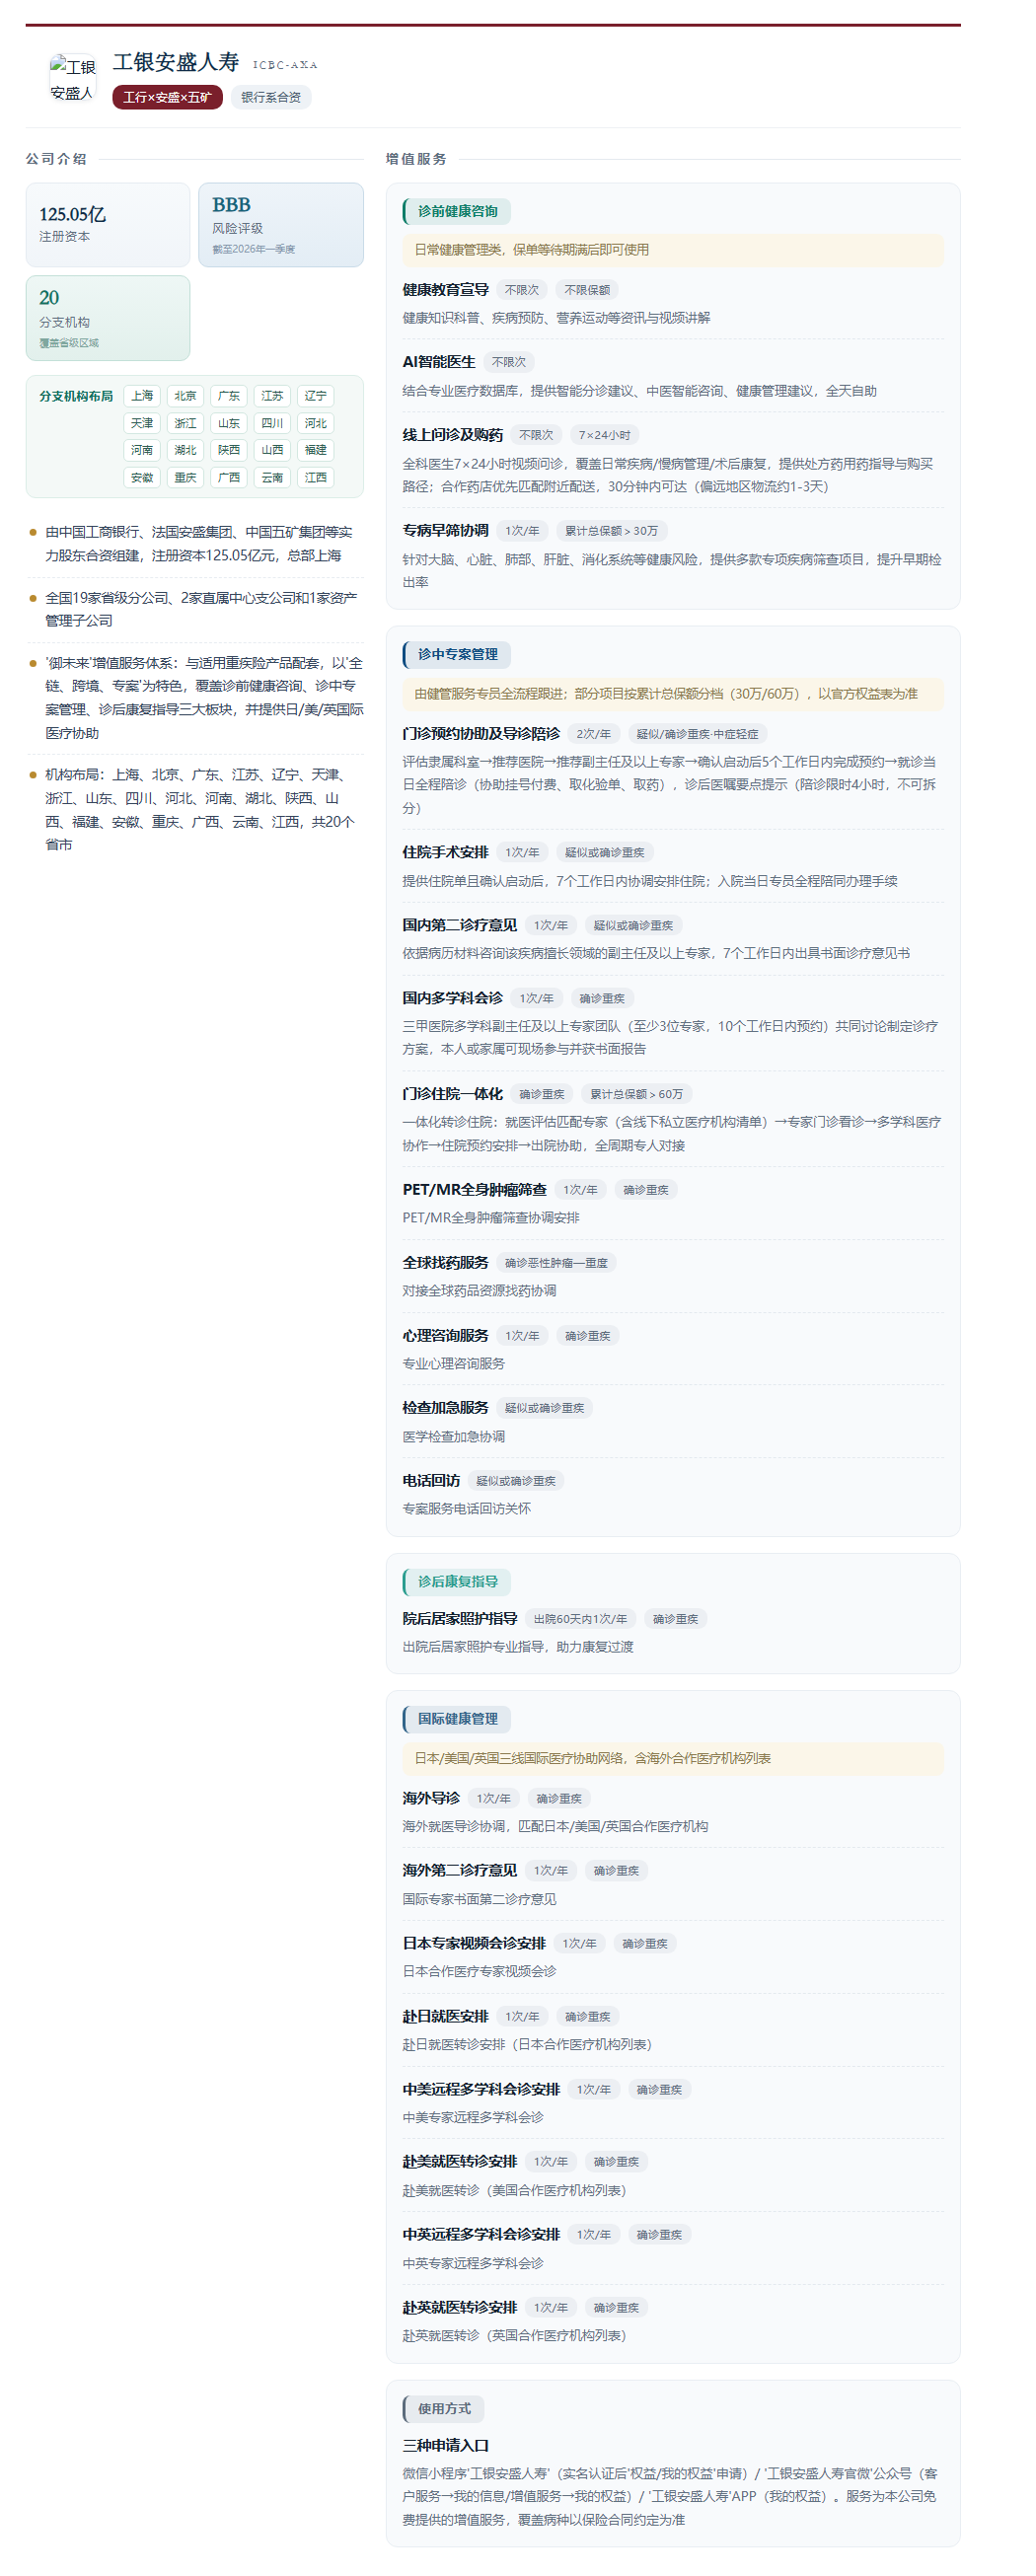 工银安盛人
工银安盛人寿 ICBC-AXA
工行×安盛×五矿 银行系合资
公司介绍
125.05亿
注册资本
BBB
风险评级
截至2026年一季度
20
分支机构
覆盖省级区域
分支机构布局 上海 北京 广东 江苏 辽宁
天津 浙江 山东 四川 河北
河南 湖北 陕西 山西 福建
安徽 重庆 广西 云南 江西
由中国工商银行、法国安盛集团、中国五矿集团等实
力股东合资组建，注册资本125.05亿元，总部上海
全国19家省级分公司、2家直属中心支公司和1家资产
管理子公司
'御未来'增值服务体系：与适用重疾险产品配套，以'全
链、跨境、专案'为特色，覆盖诊前健康咨询、诊中专
案管理、诊后康复指导三大板块，并提供日/美/英国际
医疗协助
机构布局：上海、北京、广东、江苏、辽宁、天津、
浙江、山东、四川、河北、河南、湖北、陕西、山
西、福建、安徽、重庆、广西、云南、江西，共20个
省市
增值服务
诊前健康咨询
日常健康管理类，保单等待期满后即可使用
健康教育宣导 不限次 不限保额
健康知识科普、疾病预防、营养运动等资讯与视频讲解
AI智能医生 不限次
结合专业医疗数据库，提供智能分诊建议、中医智能咨询、健康管理建议，全天自助
线上问诊及购药 不限次 7×24小时
全科医生7×24小时视频问诊，覆盖日常疾病/慢病管理/术后康复，提供处方药用药指导与购买
路径；合作药店优先匹配附近配送，30分钟内可达（偏远地区物流约1-3天）
专病早筛协调 1次/年 累计总保额 > 30万
针对大脑、心脏、肺部、肝脏、消化系统等健康风险，提供多款专项疾病筛查项目，提升早期检
出率
诊中专案管理
由健管服务专员全流程跟进；部分项目按累计总保额分档（30万/60万），以官方权益表为准
门诊预约协助及导诊陪诊 2次/年 疑似/确诊重疾·中症轻症
评估隶属科室→推荐医院→推荐副主任及以上专家→确认启动后5个工作日内完成预约→就诊当
日全程陪诊（协助挂号付费、取化验单、取药），诊后医嘱要点提示（陪诊限时4小时，不可拆
分）
住院手术安排 1次/年 疑似或确诊重疾
提供住院单且确认启动后，7个工作日内协调安排住院；入院当日专员全程陪同办理手续
国内第二诊疗意见 1次/年 疑似或确诊重疾
依据病历材料咨询该疾病擅长领域的副主任及以上专家，7个工作日内出具书面诊疗意见书
国内多学科会诊 1次/年 确诊重疾
三甲医院多学科副主任及以上专家团队（至少3位专家，10个工作日内预约）共同讨论制定诊疗
方案，本人或家属可现场参与并获书面报告
门诊住院一体化 确诊重疾 累计总保额 > 60万
一体化转诊住院：就医评估匹配专家（含线下私立医疗机构清单）→专家门诊看诊→多学科医疗
协作→住院预约安排→出院协助，全周期专人对接
PET/MR全身肿瘤筛查 1次/年 确诊重疾
PET/MR全身肿瘤筛查协调安排
全球找药服务 确诊恶性肿瘤—重度
对接全球药品资源找药协调
心理咨询服务 1次/年 确诊重疾
专业心理咨询服务
检查加急服务 疑似或确诊重疾
医学检查加急协调
电话回访 疑似或确诊重疾
专案服务电话回访关怀
诊后康复指导
院后居家照护指导 出院60天内1次/年 确诊重疾
出院后居家照护专业指导，助力康复过渡
国际健康管理
日本/美国/英国三线国际医疗协助网络，含海外合作医疗机构列表
海外导诊 1次/年 确诊重疾
海外就医导诊协调，匹配日本/美国/英国合作医疗机构
海外第二诊疗意见 1次/年 确诊重疾
国际专家书面第二诊疗意见
日本专家视频会诊安排 1次/年 确诊重疾
日本合作医疗专家视频会诊
赴日就医安排 1次/年 确诊重疾
赴日就医转诊安排（日本合作医疗机构列表）
中美远程多学科会诊安排 1次/年 确诊重疾
中美专家远程多学科会诊
赴美就医转诊安排 1次/年 确诊重疾
赴美就医转诊（美国合作医疗机构列表）
中英远程多学科会诊安排 1次/年 确诊重疾
中英专家远程多学科会诊
赴英就医转诊安排 1次/年 确诊重疾
赴英就医转诊（英国合作医疗机构列表）
使用方式
三种申请入口
微信小程序'工银安盛人寿'（实名认证后'权益/我的权益'申请）/ '工银安盛人寿官微'公众号（客
户服务→我的信息/增值服务→我的权益）/ '工银安盛人寿'APP（我的权益）。服务为本公司免
费提供的增值服务，覆盖病种以保险合同约定为准